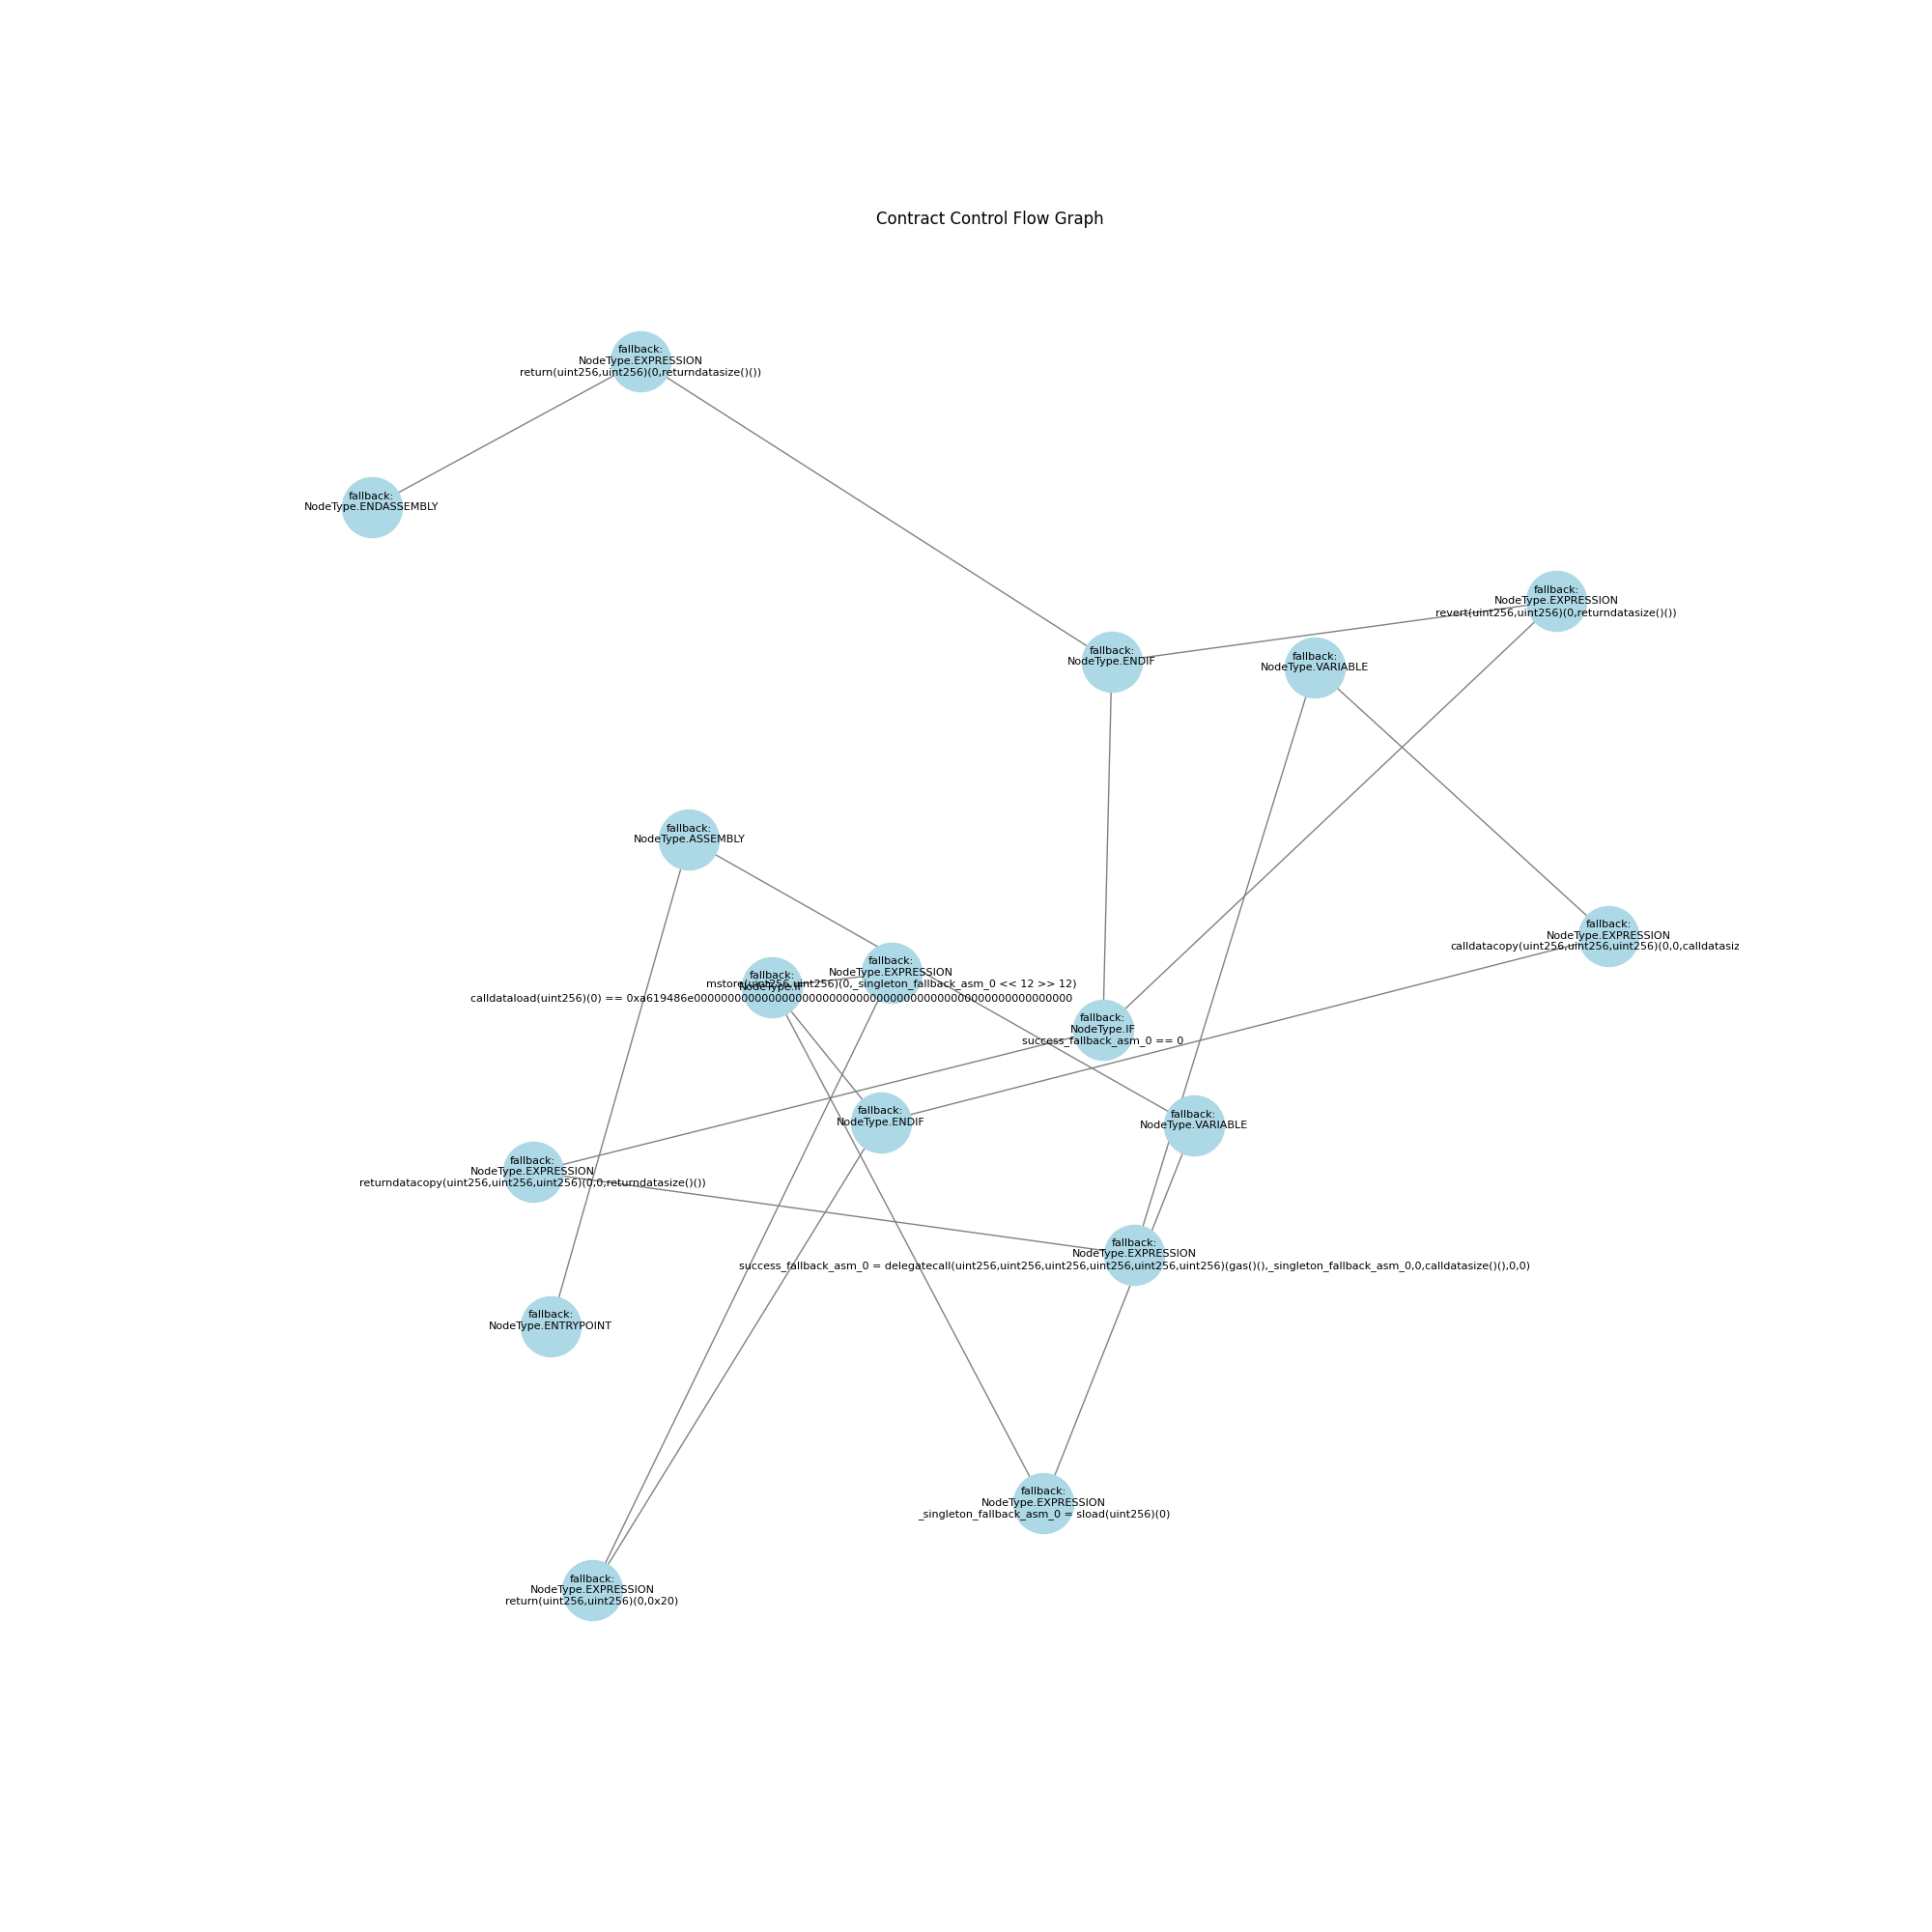 Contract Control Flow Graph
fallback:
NodeType.EXPRESSION
return(uint256,uint256)(0,returndatasize()())
fallback:
NodeType.ENDASSEMBLY
fallback:
NodeType.EXPRESSION
revert(uint256,uint256)(0,returndatasize()())
fallback:
NodeType.ENDIF
fallback:
NodeType.VARIABLE
fallback:
NodeType.ASSEMBLY
fallback:
NodeType.EXPRESSION
calldatacopy(uint256,uint256,uint256)(0,0,calldatasiz
fallback:
NodeType.EXPRESSION
mstore(uint256,uint256)(0,_singleton_fallback_asm_0 << 12 >> 12)
fallback:
NodeType.IF
calldataload(uint256)(0) == 0xa619486e00000000000000000000000000000000000000000000000000000000
fallback:
NodeType.IF
success_fallback_asm_0 == 0
fallback:
NodeType.ENDIF
fallback:
NodeType.VARIABLE
fallback:
NodeType.EXPRESSION
returndatacopy(uint256,uint256,uint256)(0,0,returndatasize()())
fallback:
NodeType.EXPRESSION
success_fallback_asm_0 = delegatecall(uint256,uint256,uint256,uint256,uint256,uint256)(gas()(),_singleton_fallback_asm_0,0,calldatasize()(),0,0)
fallback:
NodeType.ENTRYPOINT
fallback:
NodeType.EXPRESSION
_singleton_fallback_asm_0 = sload(uint256)(0)
fallback:
NodeType.EXPRESSION
return(uint256,uint256)(0,0x20)